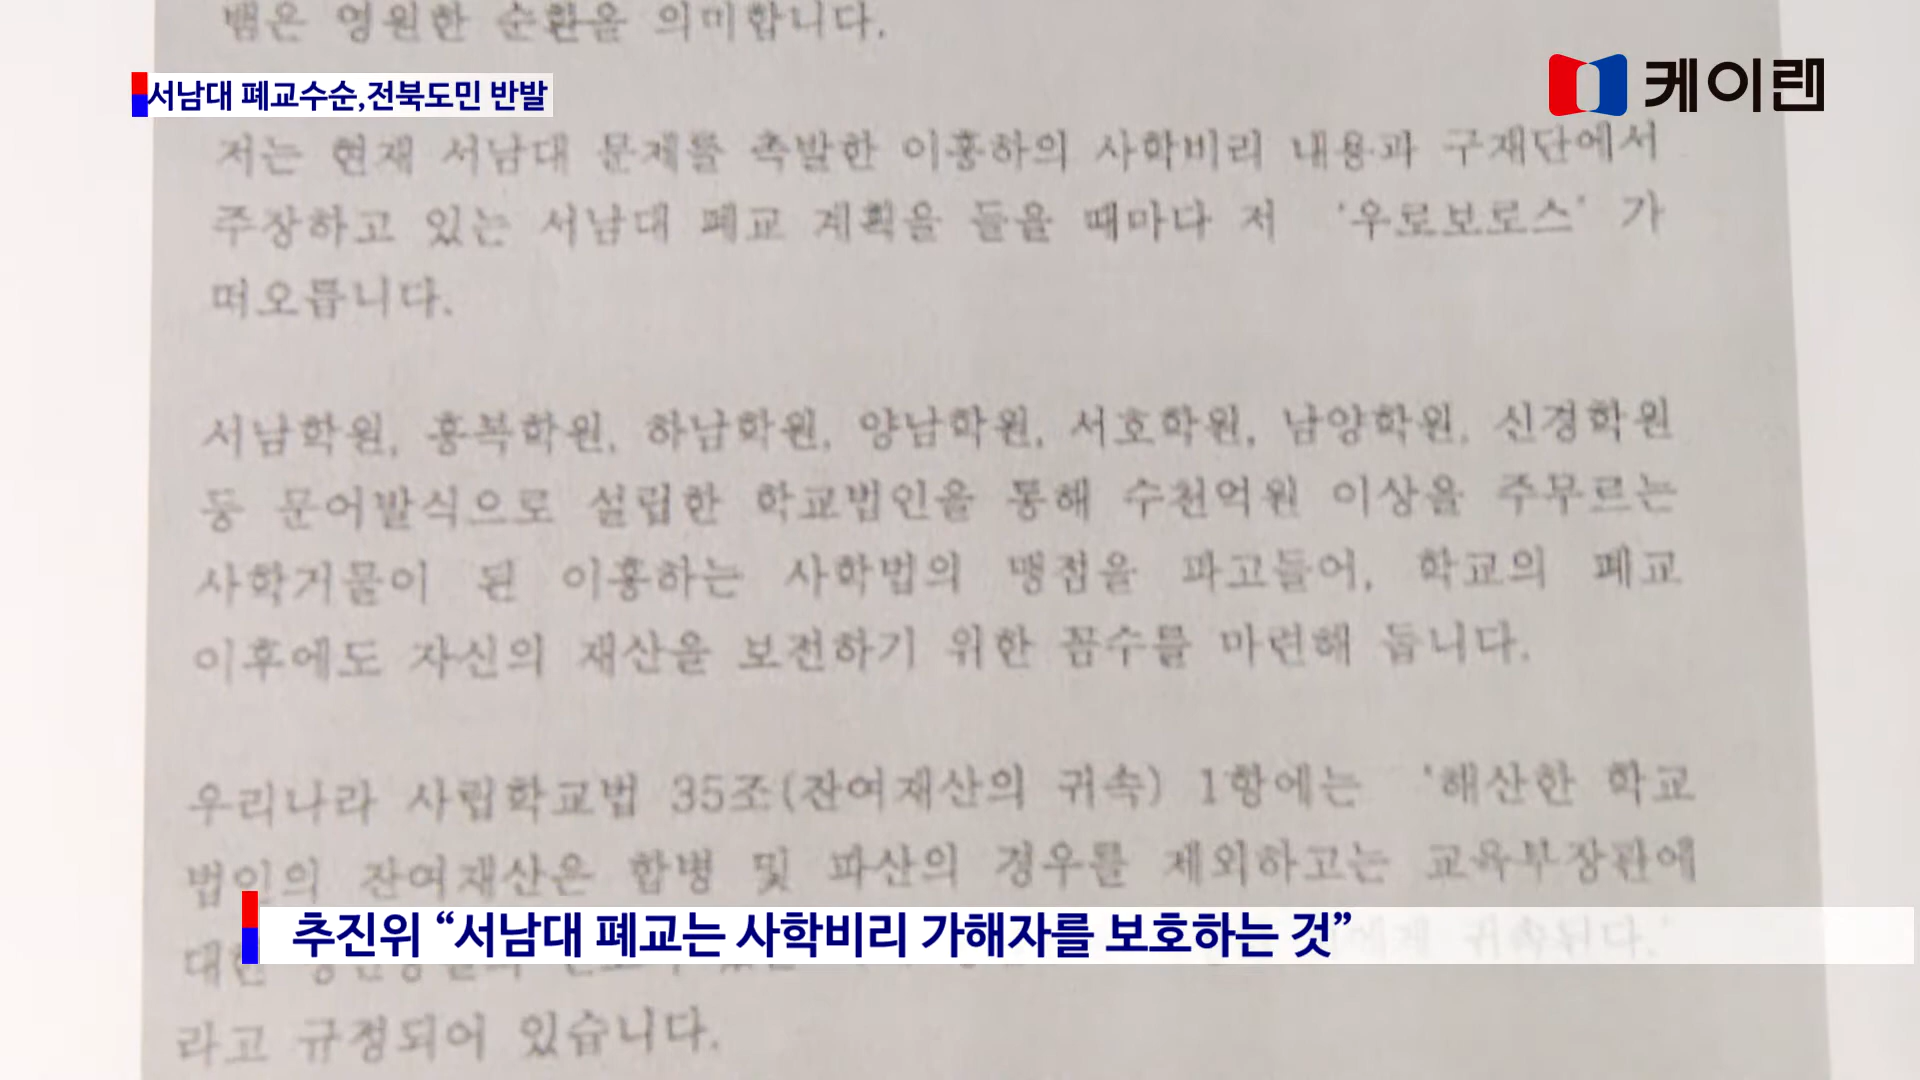 뱀은 영원한 순환을 의미합니다.
서남대 폐교수순,전북도민 반발
케이랜
저는 현재 서남대 문제를 촉발한 이홍하의 사학비리 내용과 구재단에서
주장하고 있는 서남대 폐교 계획을 들을 때마다 저 '우로보로스' 가
떠오릅니다.
서남학원, 홍복학원, 하남학원, 양남학원, 서호학원, 남양학원, 신경학원
등 문어발식으로 설립한 학교법인을 통해 수천억원 이상을 주무르는
사학거물이 된 이홍하는 사학법의 맹점을 파고들어, 학교의 폐교
이후에도 자신의 재산을 보전하기 위한 꼼수를 마련해 둡니다.
우리나라 사립학교법 35조(잔여재산의 귀속) 1항에는 '해산한 학교
법인의 잔여재산은 합병 및 파산의 경우를 제외하고는 교육부장관에
추진위 “서남대 폐교는 사학비리 가해자를 보호하는 것”
대한 귀속된다.'
라고 규정되어 있습니다.